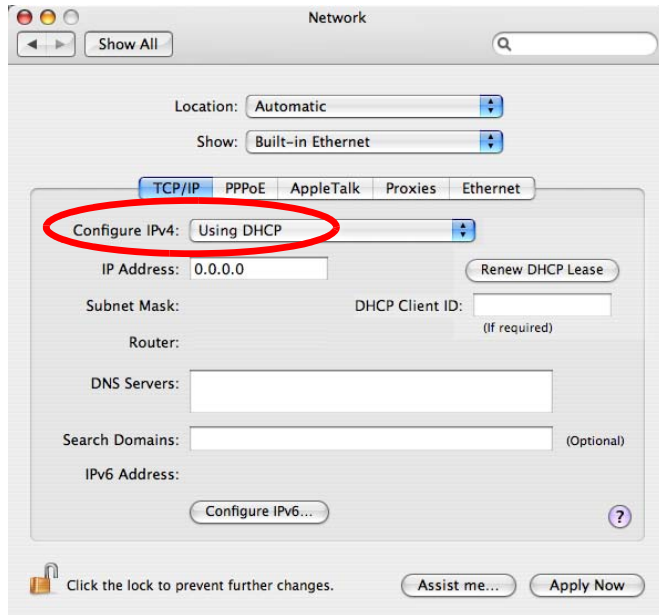 Network
Show All
Location: Automatic
Show: Built-in Ethernet
TCP/IP PPPoE AppleTalk Proxies Ethernet
Configure IPv4: Using DHCP
IP Address: 0.0.0.0 Renew DHCP Lease
Subnet Mask: DHCP Client ID:
(If required)
Router:
DNS Servers:
Search Domains: (Optional)
IPv6 Address:
Configure IPv6... ?
Click the lock to prevent further changes. Assist me... Apply Now